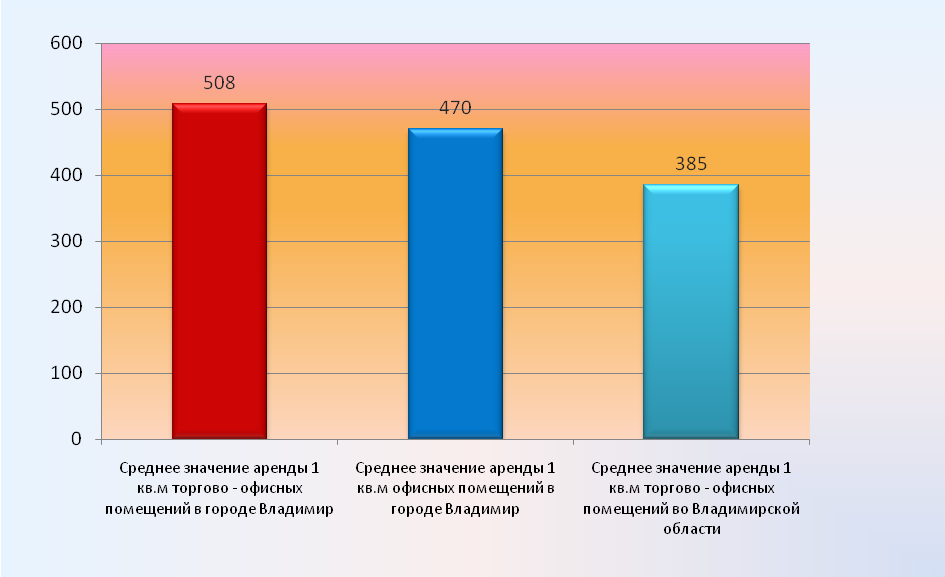 600
500
400
300
200
100
0
508
470
385
Среднее значение аренды 1
кв.м торгово - офисных
помещений в городе Владимир
Среднее значение аренды 1
кв.м офисных помещений в
городе Владимир
Среднее значение аренды 1
кв.м торгово - офисных
помещений во Владимирской
области